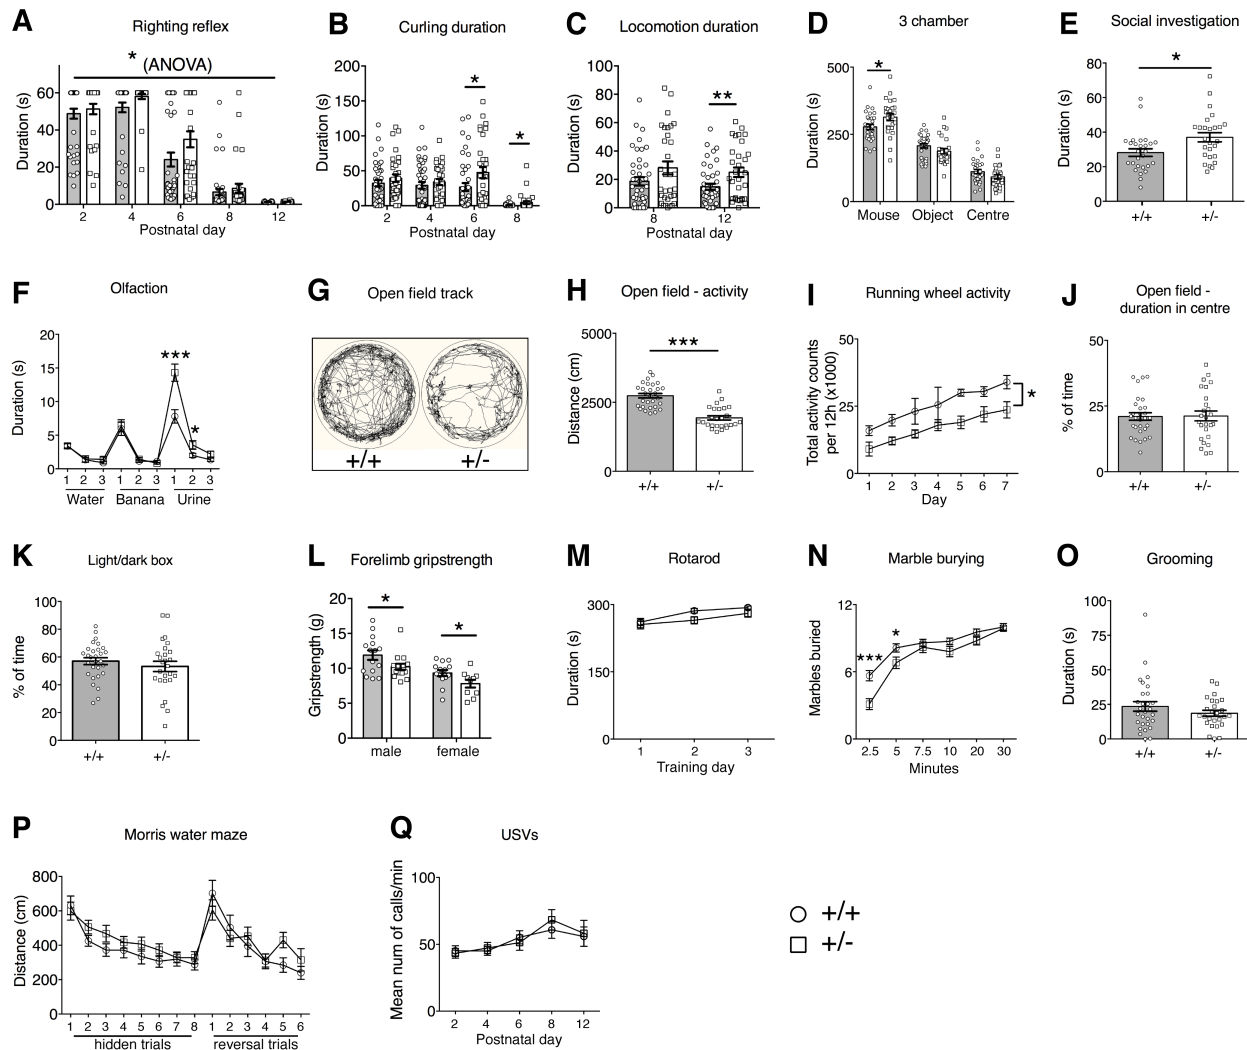 A Righting reflex
* (ANOVA)
Duration (s)
60
40
20
0
2 4 6 8 12
Postnatal day
B Curling duration
Duration (s)
200
150
100
50
0
*
*
2 4 6 8
Postnatal day
C Locomotion duration
Duration (s)
100
80
60
40
20
0
**
8 12
Postnatal day
D 3 chamber
Duration (s)
500
250
0
*
Mouse Object Centre
E Social investigation
Duration (s)
80
60
40
20
0
*
+/+ +/-
F Olfaction
Duration (s)
20
15
10
5
0
***
*
1 2 3 1 2 3 1 2 3
Water Banana Urine
G Open field track
+/+ +/-
H Open field - activity
Distance (cm)
5000
2500
0
***
+/+ +/-
I Running wheel activity
Total activity counts
per 12h (x1000)
50
25
0
*
1 2 3 4 5 6 7
Day
J Open field -
duration in centre
% of time
50
25
0
+/+ +/-
K Light/dark box
% of time
100
80
60
40
20
0
+/+ +/-
L Forelimb gripstrength
Gripstrength (g)
20
15
10
5
0
*
*
male female
M Rotarod
Duration (s)
300
150
0
1 2 3
Training day
N Marble burying
Marbles buried
12
6
0
***
*
2.5 5 7.5 10 20 30
Minutes
O Grooming
Duration (s)
100
75
50
25
0
+/+ +/-
P Morris water maze
Distance (cm)
800
600
400
200
0
1 2 3 4 5 6 7 8 1 2 3 4 5 6
hidden trials reversal trials
Q USVs
Mean num of calls/min
100
50
0
2 4 6 8 12
Postnatal day
+/+
+/-